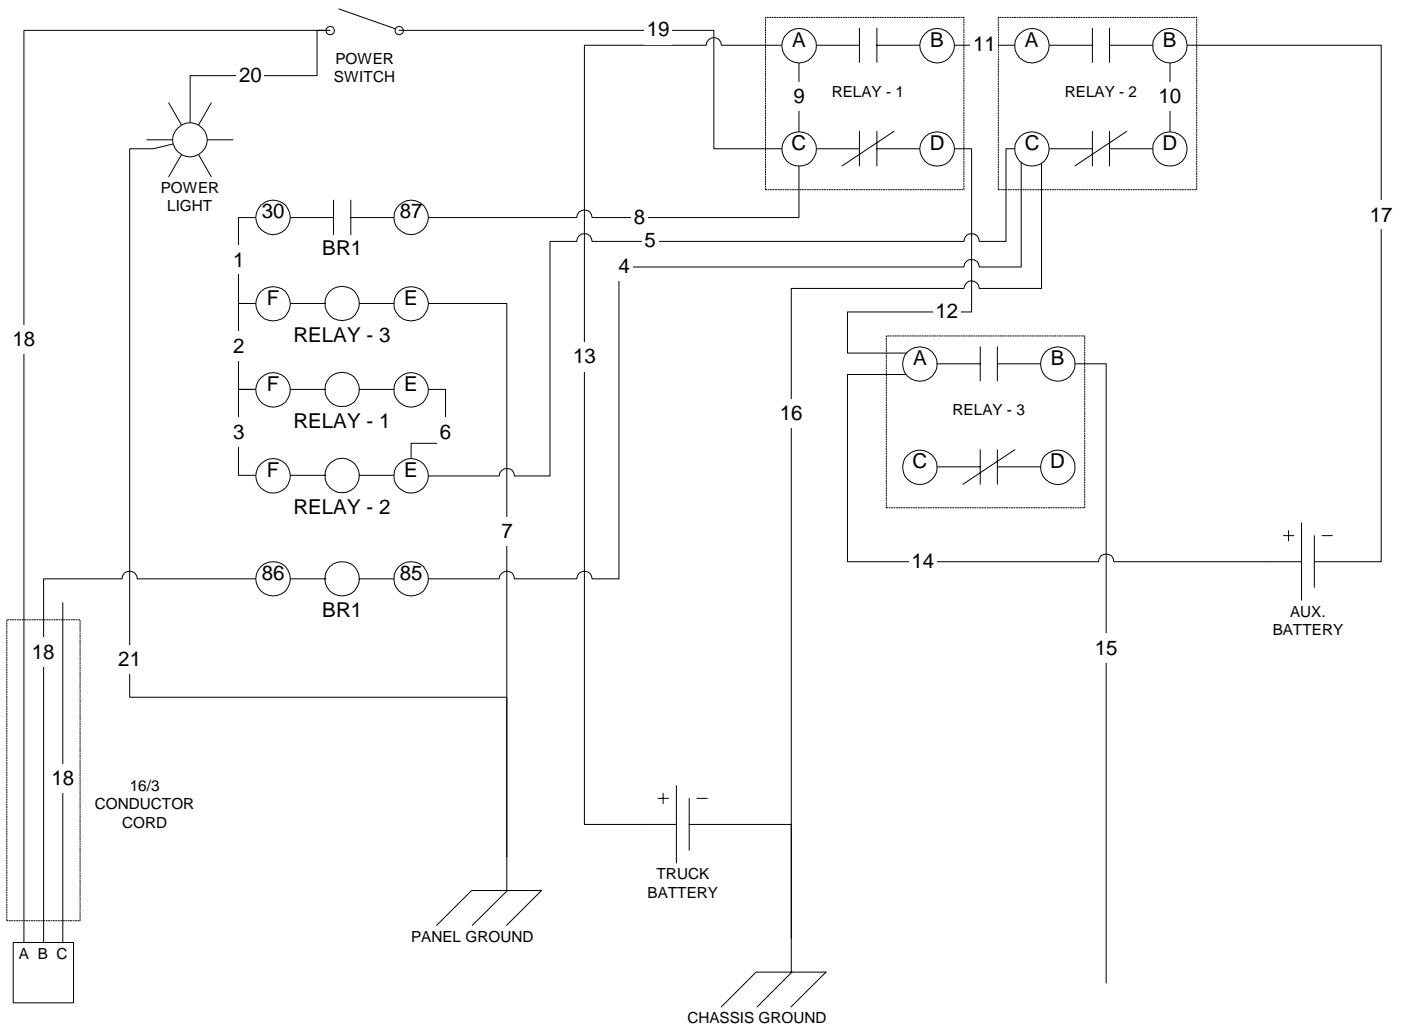 19
A
B
11
A
B
POWER
SWITCH
20
9
RELAY - 1
RELAY - 2
10
C
D
C
D
POWER
LIGHT
30
87
BR1
8
17
5
1
4
F
E
RELAY - 3
12
18
2
13
A
B
F
E
RELAY - 1
RELAY - 3
16
3
6
F
E
RELAY - 2
C
D
7
+
−
14
86
85
BR1
AUX.
BATTERY
18
21
15
18
16/3
CONDUCTOR
CORD
+
−
TRUCK
BATTERY
PANEL GROUND
A B C
CHASSIS GROUND